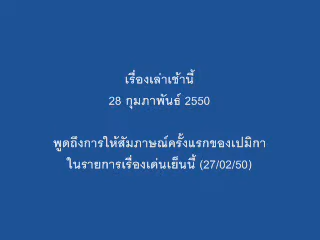 เรื่องเล่าเช้านี้
28 กุมภาพันธ์ 2550
พูดถึงการให้สัมภาษณ์ครั้งแรกของเปมิกา
ในรายการเรื่องเด่นเย็นนี้ (27/02/50)